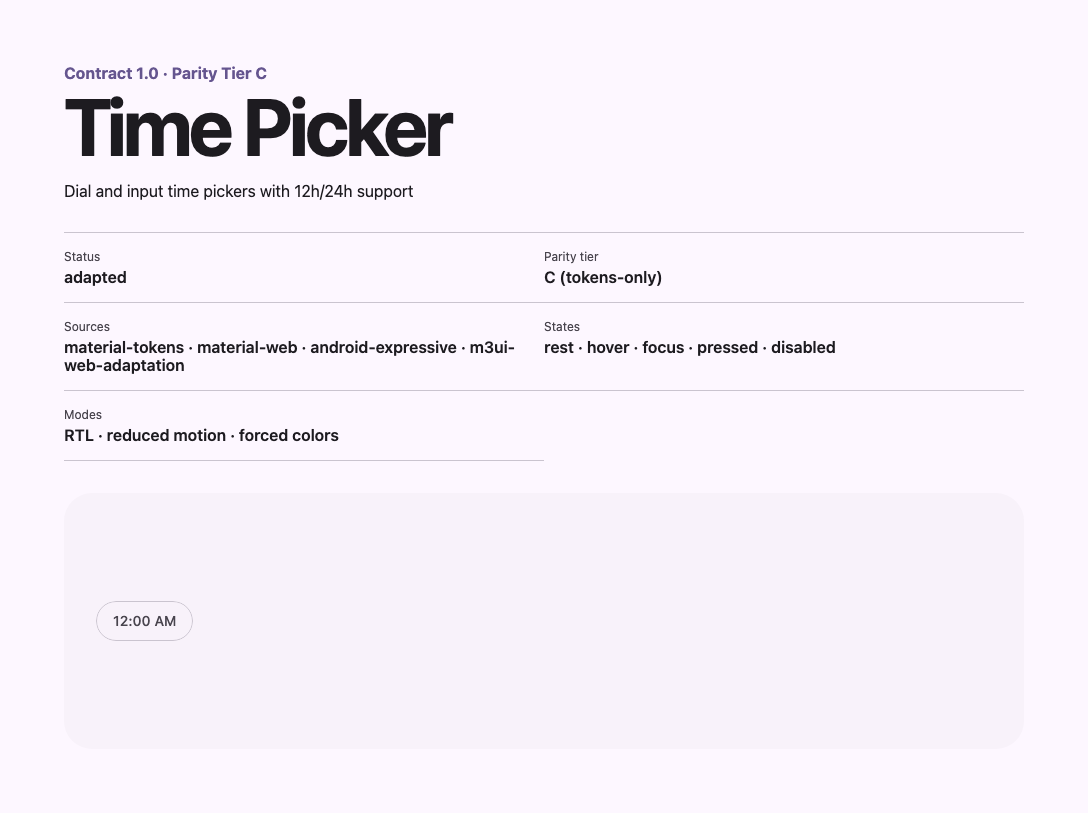 Contract 1.0 · Parity Tier C
Time Picker
Dial and input time pickers with 12h/24h support
Status
adapted
Parity tier
C (tokens-only)
Sources
material-tokens · material-web · android-expressive · m3ui-
web-adaptation
States
rest · hover · focus · pressed · disabled
Modes
RTL · reduced motion · forced colors
12:00 AM